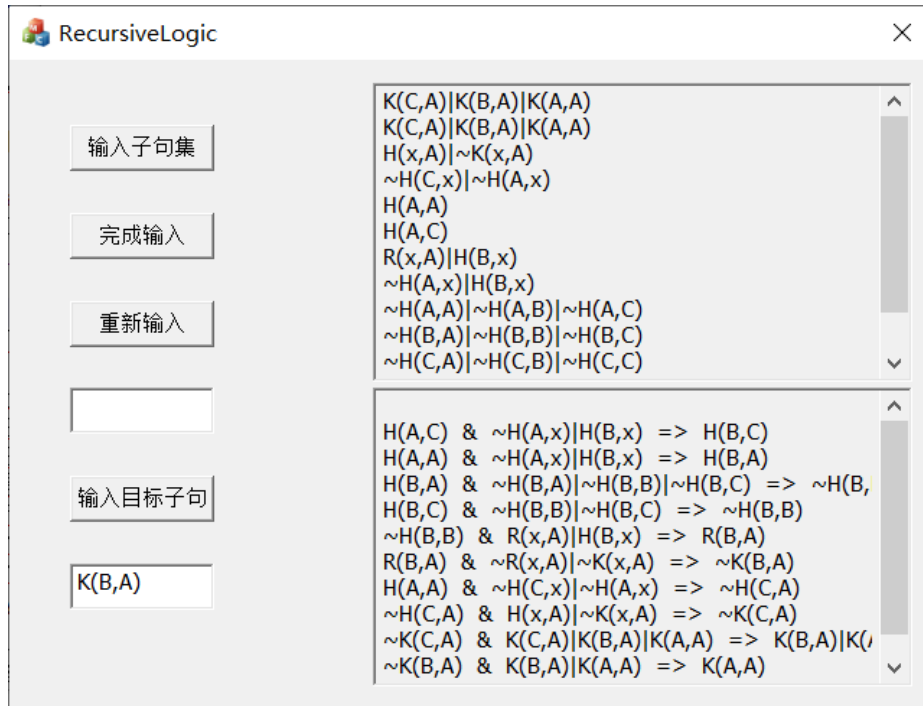 RecursiveLogic
输入子句集
完成输入
重新输入
输入目标子句
K(B,A)
K(C,A)|K(B,A)|K(A,A)
K(C,A)|K(B,A)|K(A,A)
H(x,A)|~K(x,A)
~H(C,x)|~H(A,x)
H(A,A)
H(A,C)
R(x,A)|H(B,x)
~H(A,x)|H(B,x)
~H(A,A)|~H(A,B)|~H(A,C)
~H(B,A)|~H(B,B)|~H(B,C)
~H(C,A)|~H(C,B)|~H(C,C)
H(A,C) & ~H(A,x)|H(B,x) => H(B,C)
H(A,A) & ~H(A,x)|H(B,x) => H(B,A)
H(B,A) & ~H(B,A)|~H(B,B)|~H(B,C) => ~H(B,
H(B,C) & ~H(B,B)|~H(B,C) => ~H(B,B)
~H(B,B) & R(x,A)|H(B,x) => R(B,A)
R(B,A) & ~R(x,A)|~K(x,A) => ~K(B,A)
H(A,A) & ~H(C,x)|~H(A,x) => ~H(C,A)
~H(C,A) & H(x,A)|~K(x,A) => ~K(C,A)
~K(C,A) & K(C,A)|K(B,A)|K(A,A) => K(B,A)|K(
~K(B,A) & K(B,A)|K(A,A) => K(A,A)